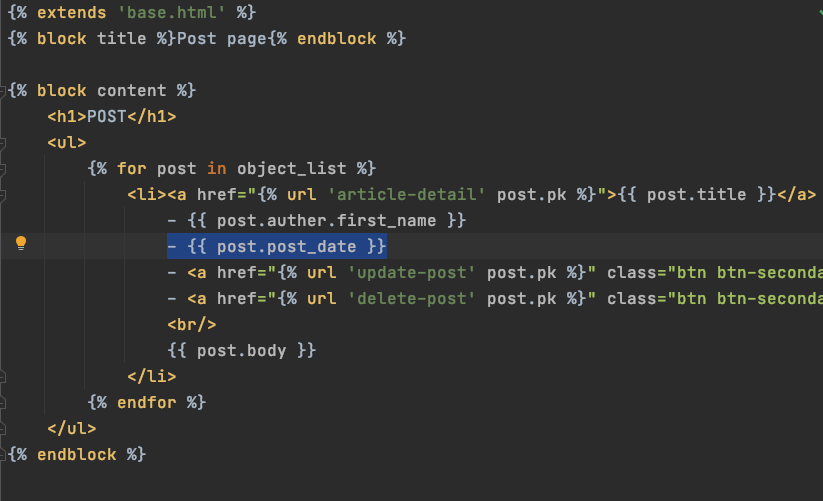 {% extends 'base.html' %}
{% block title %}Post page{% endblock %}
{% block content %}
<h1>POST</h1>
<ul>
{% for post in object_list %}
<li><a href="{% url 'article-detail' post.pk %}">{{ post.title }}</a>
- {{ post.auther.first_name }}
- {{ post.post_date }}
- <a href="{% url 'update-post' post.pk %}" class="btn btn-seconda
- <a href="{% url 'delete-post' post.pk %}" class="btn btn-seconda
<br/>
{{ post.body }}
</li>
{% endfor %}
</ul>
{% endblock %}